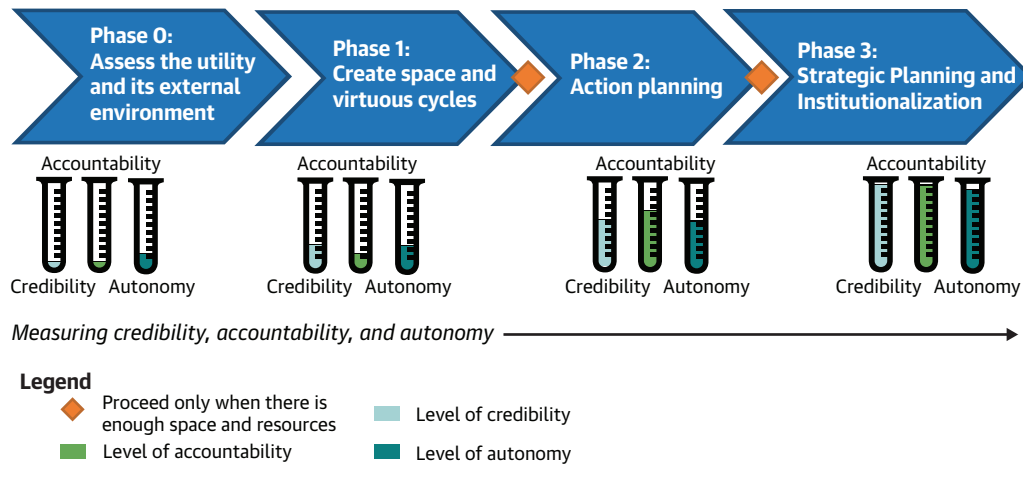 Phase 0:
Assess the utility
and its external
environment
Phase 1:
Create space and
virtuous cycles
Phase 2:
Action planning
Phase 3:
Strategic Planning and
Institutionalization
Accountability
Credibility Autonomy
Accountability
Credibility Autonomy
Accountability
Credibility Autonomy
Accountability
Credibility Autonomy
Measuring credibility, accountability, and autonomy
Legend
Proceed only when there is
enough space and resources
Level of accountability
Level of credibility
Level of autonomy